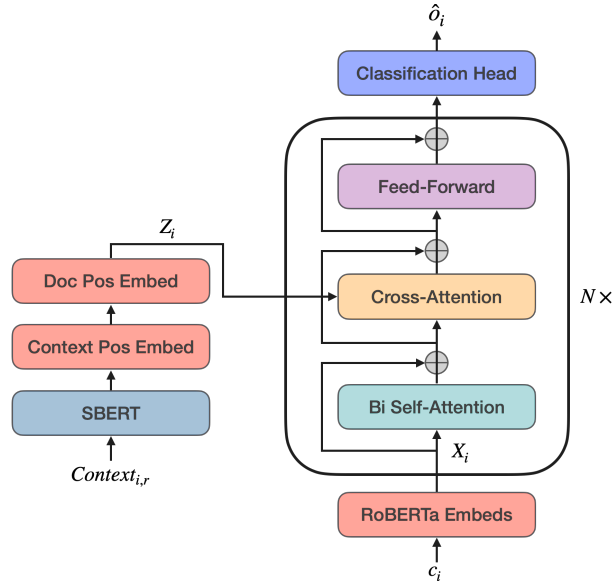 ô_i
Classification Head
Feed-Forward
Z_i
Doc Pos Embed
Cross-Attention
N×
Context Pos Embed
SBERT
Bi Self-Attention
Context_{i,r}
X_i
RoBERTa Embeds
c_i